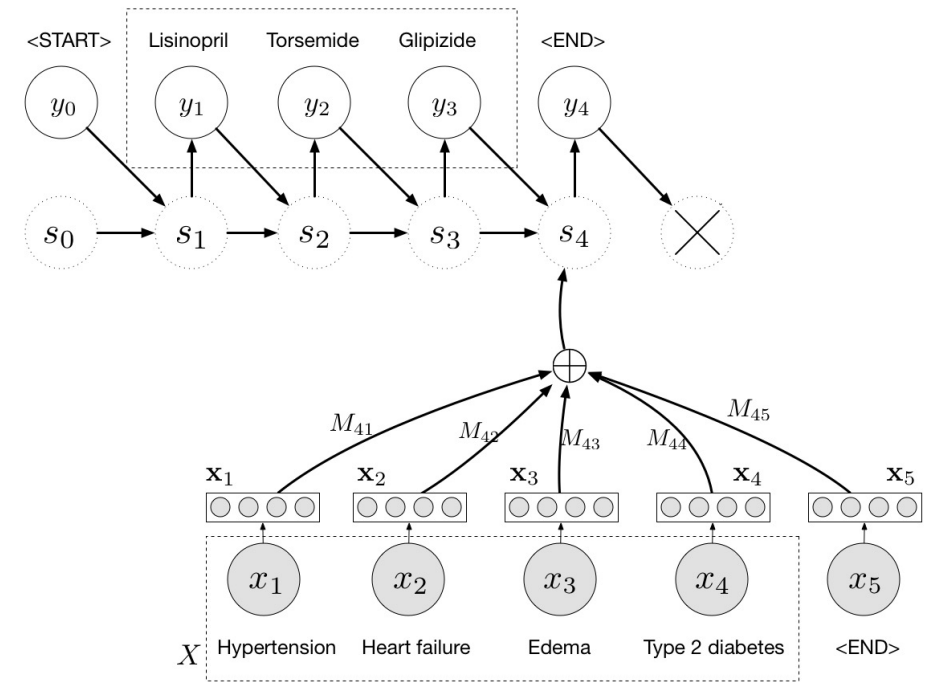 <START> Lisinopril Torsemide Glipizide <END>
y0 y1 y2 y3 y4
s0 s1 s2 s3 s4
M41 M42 M43 M44 M45
x1 x2 x3 x4 x5
x1 x2 x3 x4 x5
X Hypertension Heart failure Edema Type 2 diabetes <END>